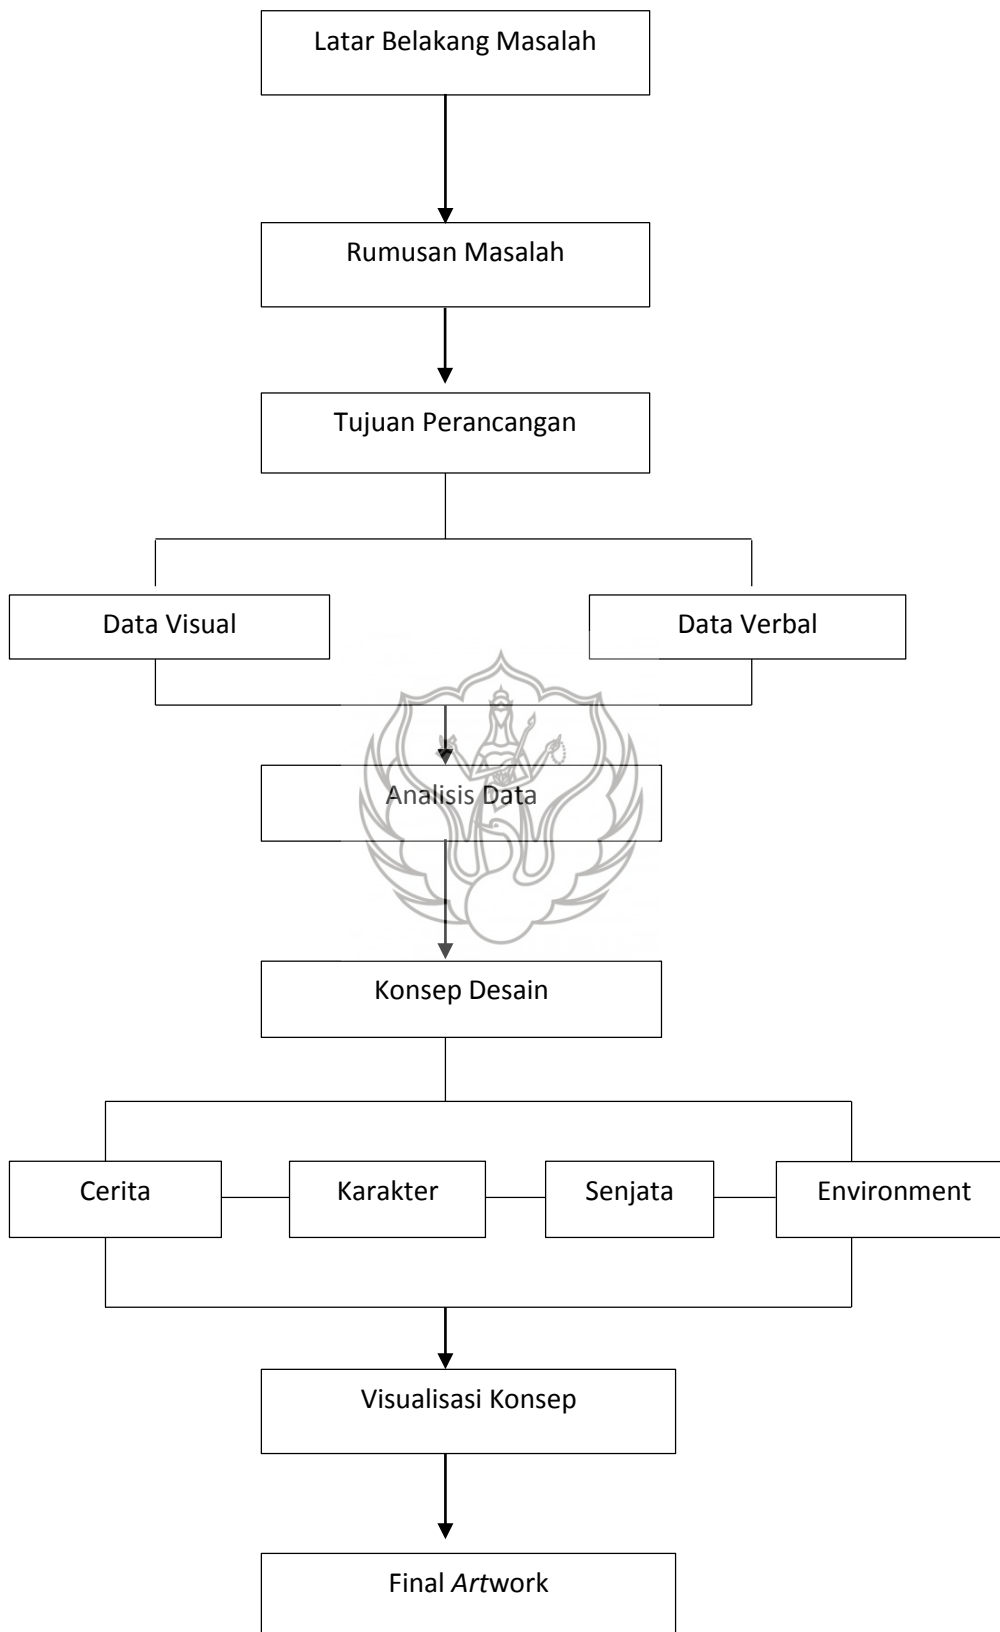 Latar Belakang Masalah
Rumusan Masalah
Tujuan Perancangan
Data Visual
Data Verbal
Analisis Data
Konsep Desain
Cerita
Karakter
Senjata
Environment
Visualisasi Konsep
Final Artwork